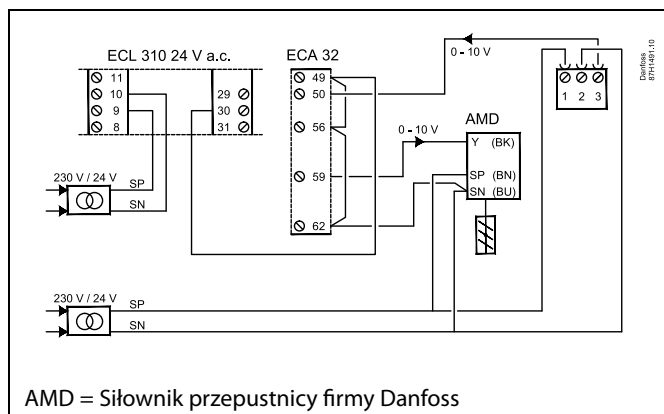 ECL 310 24 V a.c.
ECA 32
11
10
9
8
29
30
31
49
50
56
59
62
0 - 10 V
0 - 10 V
AMD
Y (BK)
SP (BN)
SN (BU)
1 2 3
Danfoss
87H1491.10
230 V / 24 V
SP
SN
230 V / 24 V
SP
SN
AMD = Siłownik przepustnicy firmy Danfoss